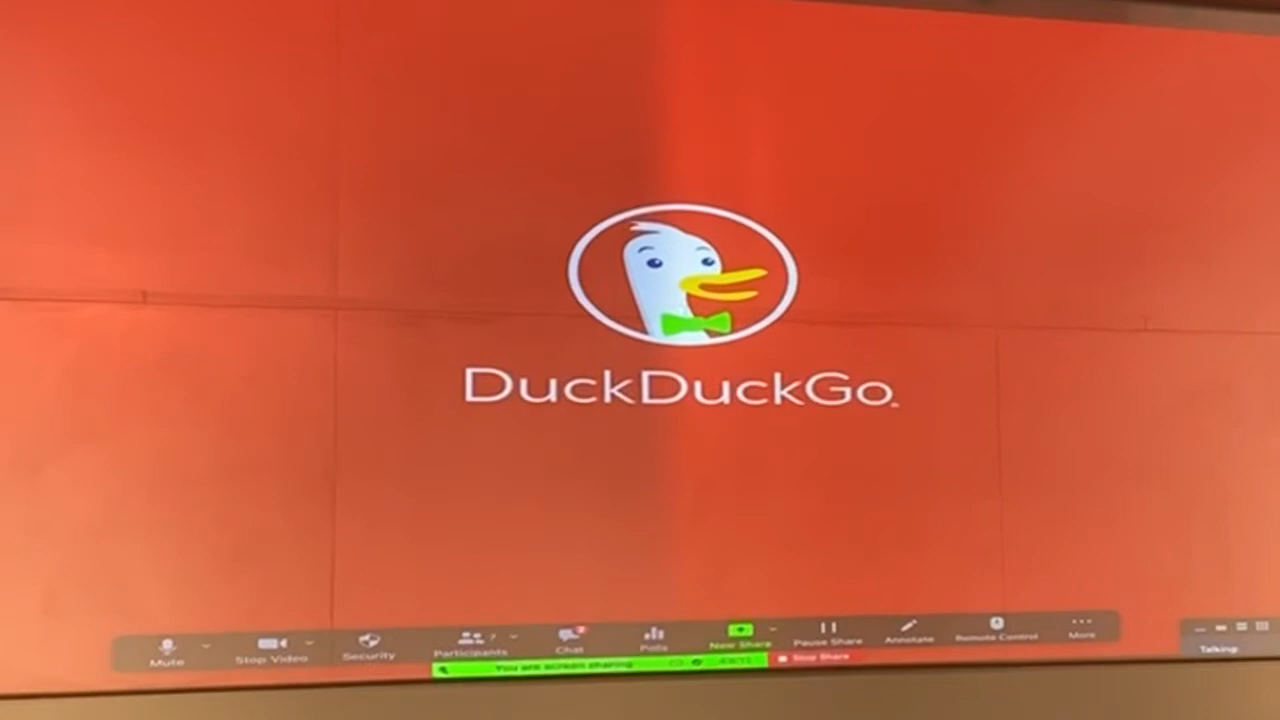 DuckDuckGo.
Mute
Stop Video
Security
Participants 7
Chat
Polls
New Share
Pause Share
Annotate
Remote Control
More
You are screen sharing
Stop Share
Talking: